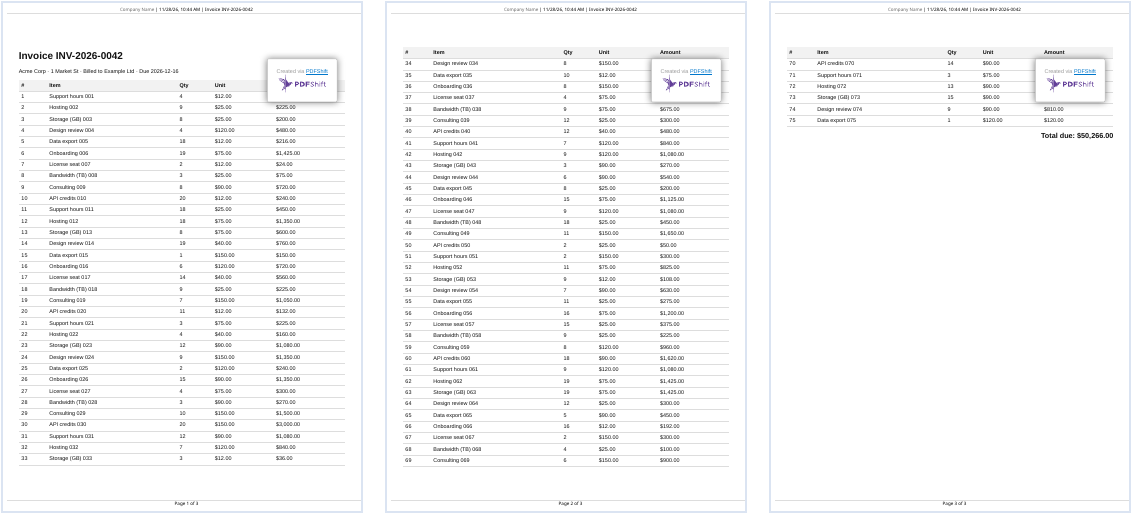 Company Name | 11/28/26, 10:44 AM | Invoice INV-2026-0042
Invoice INV-2026-0042
Acme Corp · 1 Market St · Billed to Example Ltd · Due 2026-12-16
Created via PDFShift
PDFShift
# Item Qty Unit
1 Support hours 001 4 $12.00
2 Hosting 002 9 $25.00 $225.00
3 Storage (GB) 003 8 $25.00 $200.00
4 Design review 004 4 $120.00 $480.00
5 Data export 005 18 $12.00 $216.00
6 Onboarding 006 19 $75.00 $1,425.00
7 License seat 007 2 $12.00 $24.00
8 Bandwidth (TB) 008 3 $25.00 $75.00
9 Consulting 009 8 $90.00 $720.00
10 API credits 010 20 $12.00 $240.00
11 Support hours 011 18 $25.00 $450.00
12 Hosting 012 18 $75.00 $1,350.00
13 Storage (GB) 013 8 $75.00 $600.00
14 Design review 014 19 $40.00 $760.00
15 Data export 015 1 $150.00 $150.00
16 Onboarding 016 6 $120.00 $720.00
17 License seat 017 14 $40.00 $560.00
18 Bandwidth (TB) 018 9 $25.00 $225.00
19 Consulting 019 7 $150.00 $1,050.00
20 API credits 020 11 $12.00 $132.00
21 Support hours 021 3 $75.00 $225.00
22 Hosting 022 4 $40.00 $160.00
23 Storage (GB) 023 12 $90.00 $1,080.00
24 Design review 024 9 $150.00 $1,350.00
25 Data export 025 2 $120.00 $240.00
26 Onboarding 026 15 $90.00 $1,350.00
27 License seat 027 4 $75.00 $300.00
28 Bandwidth (TB) 028 3 $90.00 $270.00
29 Consulting 029 10 $150.00 $1,500.00
30 API credits 030 20 $150.00 $3,000.00
31 Support hours 031 12 $90.00 $1,080.00
32 Hosting 032 7 $120.00 $840.00
33 Storage (GB) 033 3 $12.00 $36.00
Page 1 of 3
Company Name | 11/28/26, 10:44 AM | Invoice INV-2026-0042
# Item Qty Unit Amount
Created via PDFShift
PDFShift
34 Design review 034 8 $150.00
35 Data export 035 10 $12.00
36 Onboarding 036 8 $150.00
37 License seat 037 4 $75.00
38 Bandwidth (TB) 038 9 $75.00 $675.00
39 Consulting 039 12 $25.00 $300.00
40 API credits 040 12 $40.00 $480.00
41 Support hours 041 7 $120.00 $840.00
42 Hosting 042 9 $120.00 $1,080.00
43 Storage (GB) 043 3 $90.00 $270.00
44 Design review 044 6 $90.00 $540.00
45 Data export 045 8 $25.00 $200.00
46 Onboarding 046 15 $75.00 $1,125.00
47 License seat 047 9 $120.00 $1,080.00
48 Bandwidth (TB) 048 18 $25.00 $450.00
49 Consulting 049 11 $150.00 $1,650.00
50 API credits 050 2 $25.00 $50.00
51 Support hours 051 2 $150.00 $300.00
52 Hosting 052 11 $75.00 $825.00
53 Storage (GB) 053 9 $12.00 $108.00
54 Design review 054 7 $90.00 $630.00
55 Data export 055 11 $25.00 $275.00
56 Onboarding 056 16 $75.00 $1,200.00
57 License seat 057 15 $25.00 $375.00
58 Bandwidth (TB) 058 9 $25.00 $225.00
59 Consulting 059 8 $120.00 $960.00
60 API credits 060 18 $90.00 $1,620.00
61 Support hours 061 9 $120.00 $1,080.00
62 Hosting 062 19 $75.00 $1,425.00
63 Storage (GB) 063 19 $75.00 $1,425.00
64 Design review 064 12 $25.00 $300.00
65 Data export 065 5 $90.00 $450.00
66 Onboarding 066 16 $12.00 $192.00
67 License seat 067 2 $150.00 $300.00
68 Bandwidth (TB) 068 4 $25.00 $100.00
69 Consulting 069 6 $150.00 $900.00
Page 2 of 3
Company Name | 11/28/26, 10:44 AM | Invoice INV-2026-0042
# Item Qty Unit Amount
Created via PDFShift
PDFShift
70 API credits 070 14 $90.00
71 Support hours 071 3 $75.00
72 Hosting 072 13 $90.00
73 Storage (GB) 073 15 $90.00
74 Design review 074 9 $90.00 $810.00
75 Data export 075 1 $120.00 $120.00
Total due: $50,266.00
Page 3 of 3